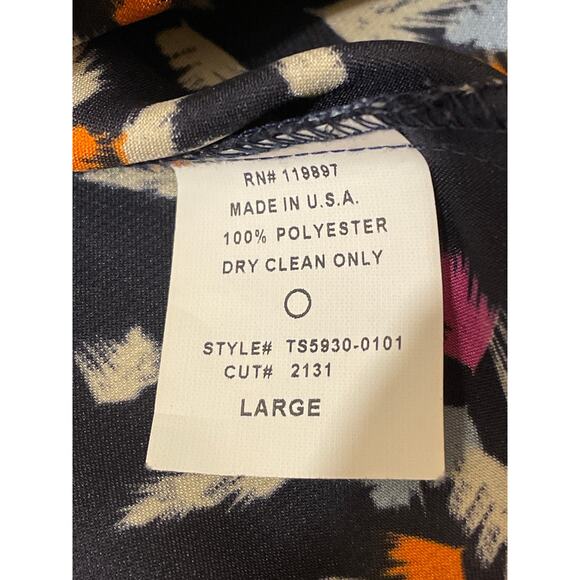 RN# 119897
MADE IN U.S.A.
100% POLYESTER
DRY CLEAN ONLY
STYLE# TS5930-0101
CUT# 2131
LARGE